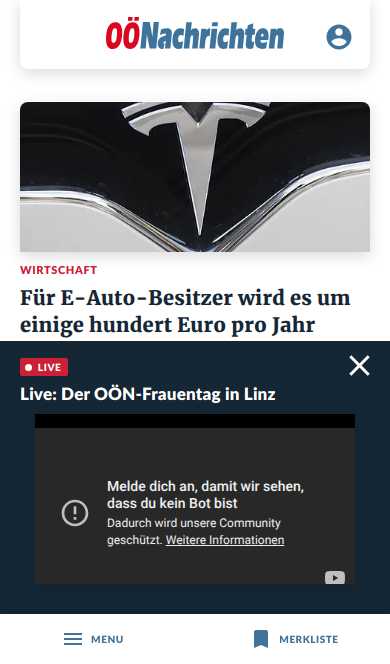 OÖNachrichten
WIRTSCHAFT
Für E-Auto-Besitzer wird es um
einige hundert Euro pro Jahr
LIVE
Live: Der OÖN-Frauentag in Linz
Melde dich an, damit wir sehen,
dass du kein Bot bist
Dadurch wird unsere Community
geschützt. Weitere Informationen
MENU
MERKLISTE